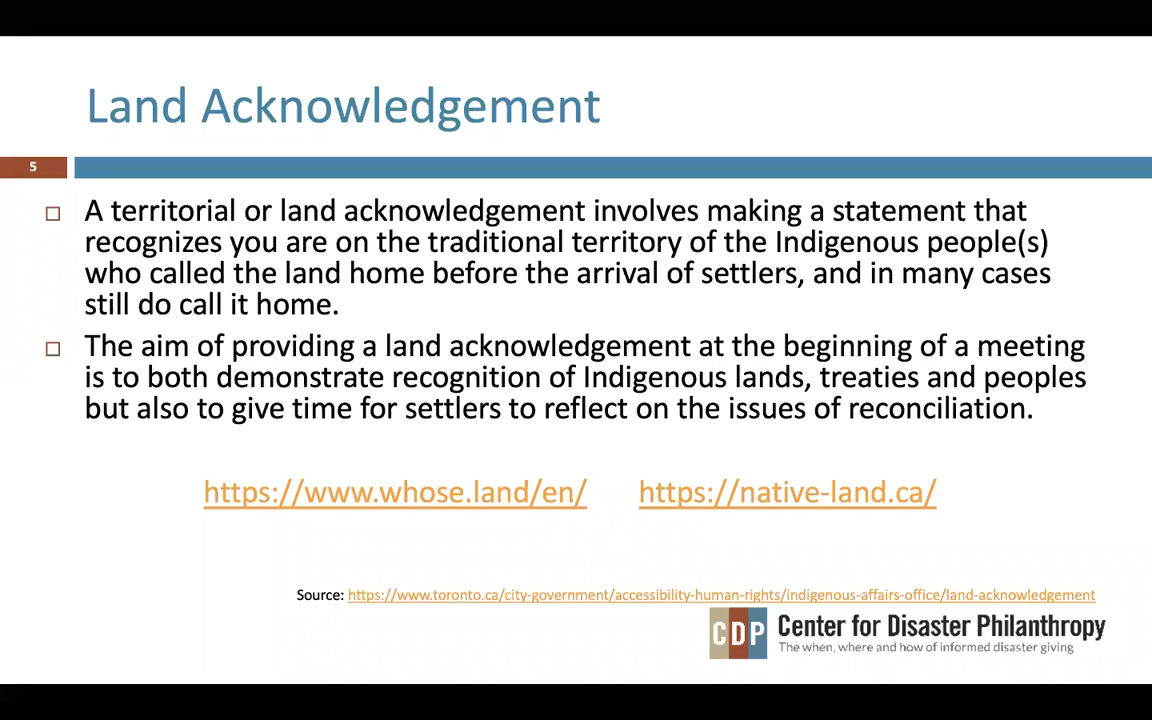 Land Acknowledgement
5
A territorial or land acknowledgement involves making a statement that
recognizes you are on the traditional territory of the Indigenous people(s)
who called the land home before the arrival of settlers, and in many cases
still do call it home.
The aim of providing a land acknowledgement at the beginning of a meeting
is to both demonstrate recognition of Indigenous lands, treaties and peoples
but also to give time for settlers to reflect on the issues of reconciliation.
https://www.whose.land/en/ https://native-land.ca/
Source: https://www.toronto.ca/city-government/accessibility-human-rights/indigenous-affairs-office/land-acknowledgement
CDP Center for Disaster Philanthropy
The when, where and how of informed disaster giving